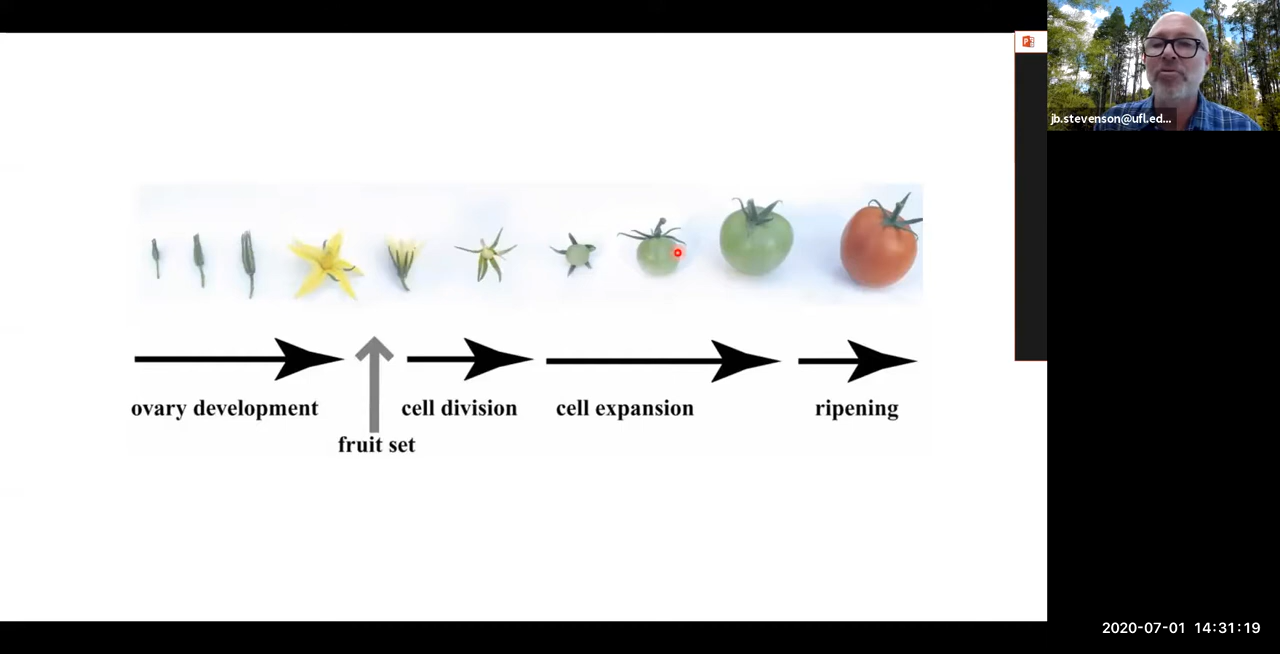 jb.stevenson@ufl.ed...
ovary development
cell division
cell expansion
ripening
fruit set
2020-07-01 14:31:19